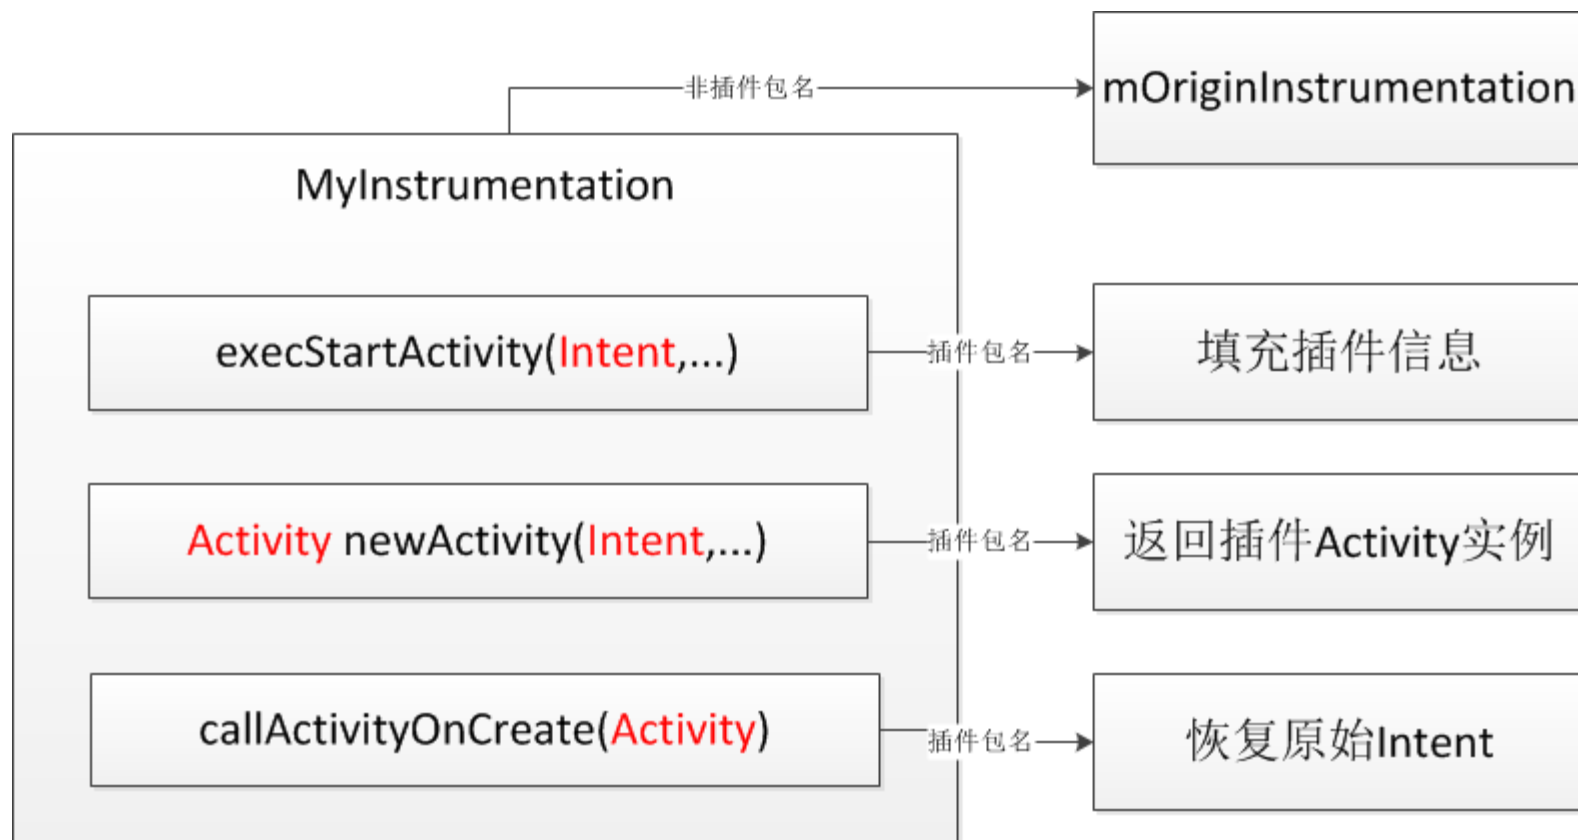 非插件包名
mOriginInstrumentation
MyInstrumentation
execStartActivity(Intent,...)
插件包名
填充插件信息
Activity newActivity(Intent,...)
插件包名
返回插件Activity实例
callActivityOnCreate(Activity)
插件包名
恢复原始Intent